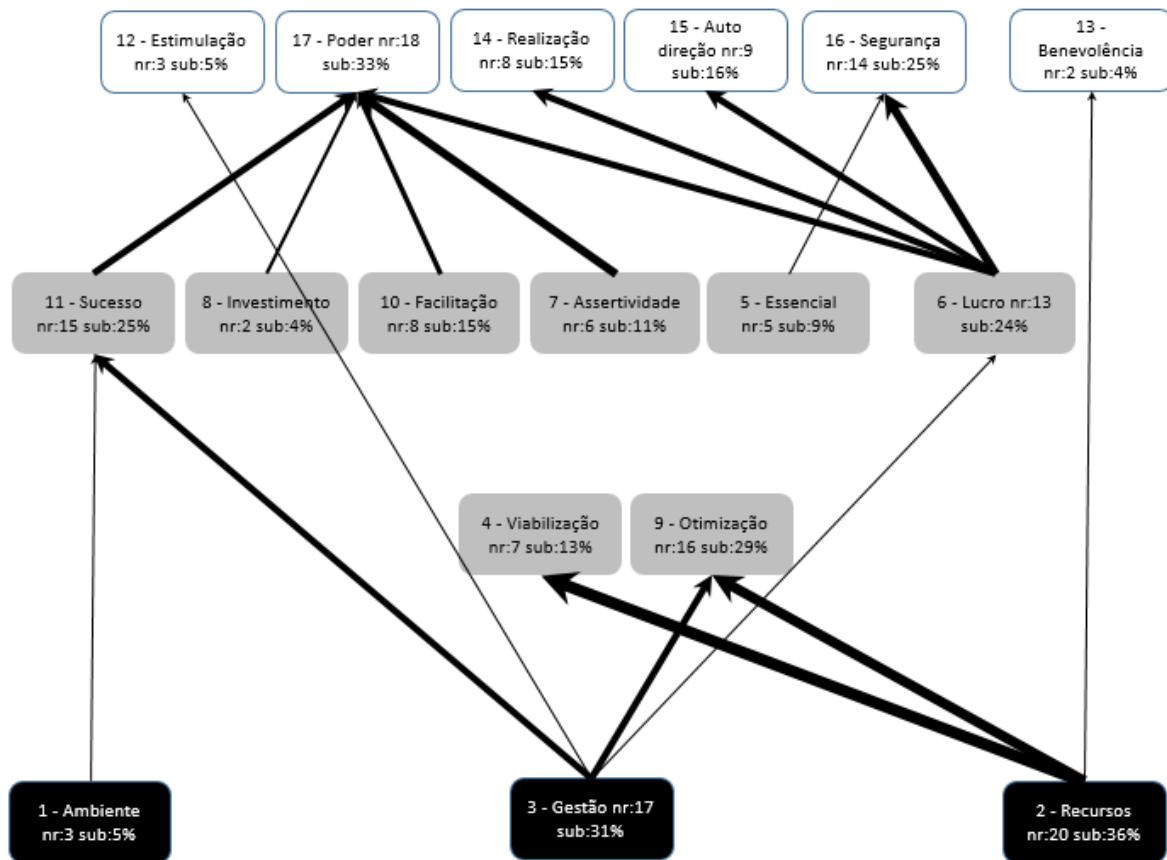 12 - Estimulação
nr:3 sub:5%
17 - Poder nr:18
sub:33%
14 - Realização
nr:8 sub:15%
15 - Auto
direção nr:9
sub:16%
16 - Segurança
nr:14 sub:25%
13 -
Benevolência
nr:2 sub:4%
11 - Sucesso
nr:15 sub:25%
8 - Investimento
nr:2 sub:4%
10 - Facilitação
nr:8 sub:15%
7 - Assertividade
nr:6 sub:11%
5 - Essencial
nr:5 sub:9%
6 - Lucro nr:13
sub:24%
4 - Viabilização
nr:7 sub:13%
9 - Otimização
nr:16 sub:29%
1 - Ambiente
nr:3 sub:5%
3 - Gestão nr:17
sub:31%
2 - Recursos
nr:20 sub:36%